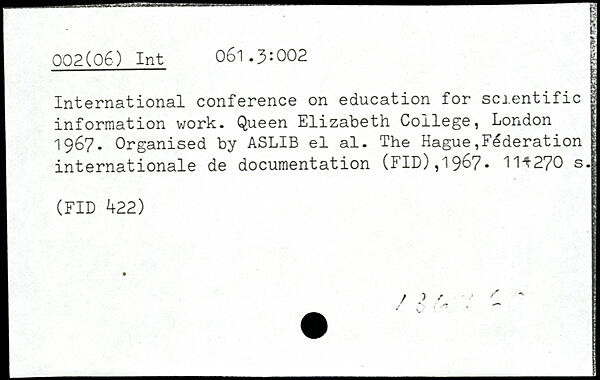 002(06) Int 061.3:002
International conference on education for scientific
information work. Queen Elizabeth College, London
1967. Organised by ASLIB el al. The Hague,Féderation
internationale de documentation (FID),1967. 11+270 s.
(FID 422)